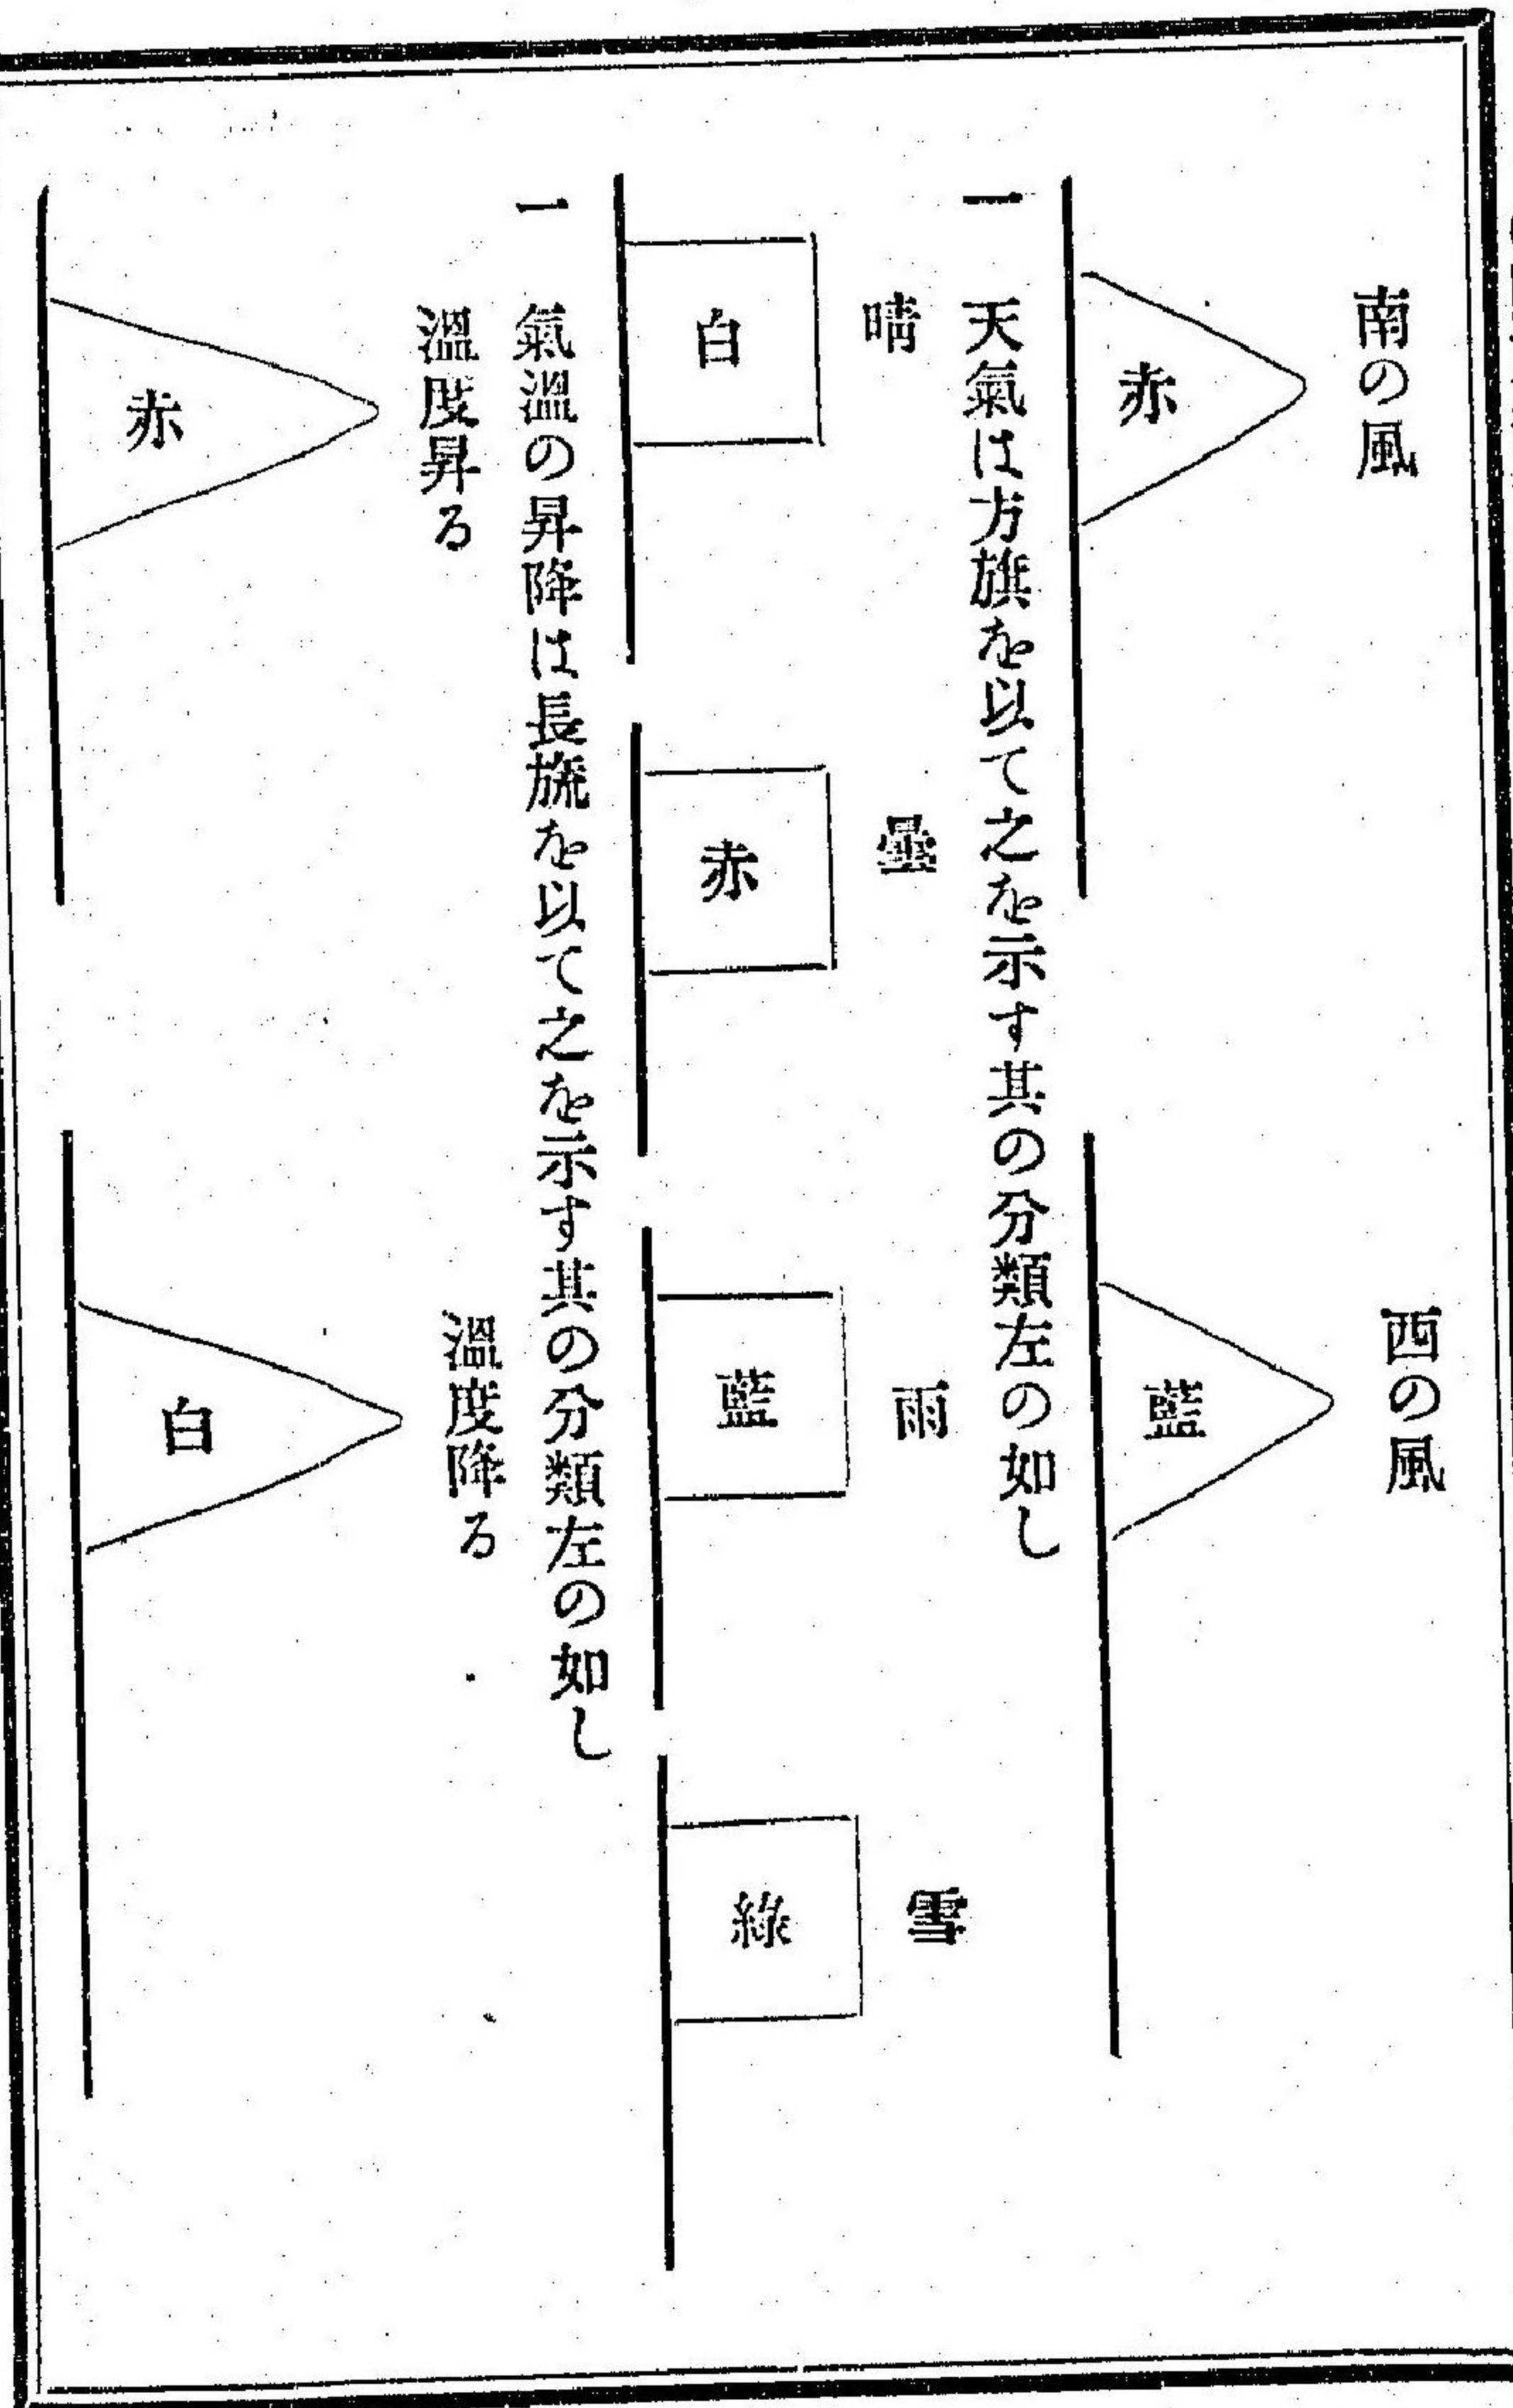 南の風
西の風
赤
藍
一 天氣は方旗を以て之を示す其の分類左の如し
晴
曇
雨
雪
白
赤
藍
綠
一 氣溫の昇降は長旒を以て之を示す其の分類左の如し
溫度昇る
溫度降る
赤
白